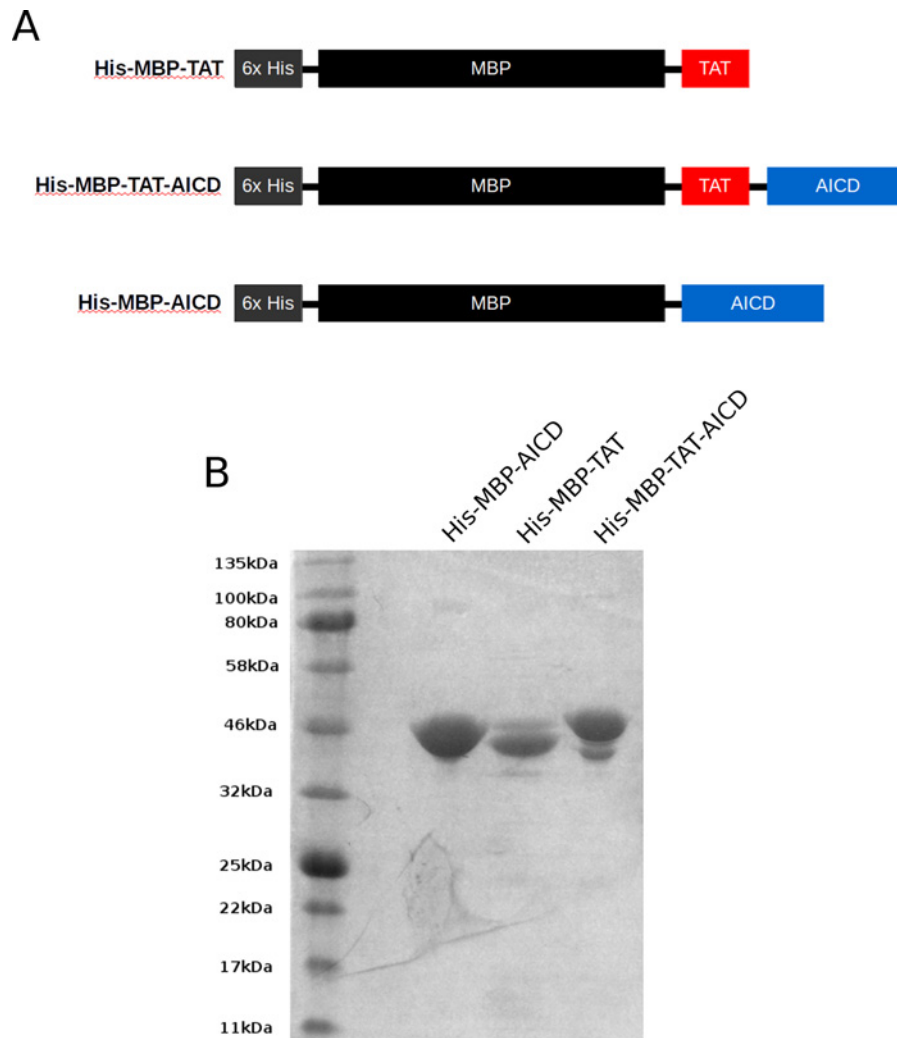 A
His-MBP-TAT 6x His MBP TAT
His-MBP-TAT-AICD 6x His MBP TAT AICD
His-MBP-AICD 6x His MBP AICD
B
His-MBP-AICD
His-MBP-TAT
His-MBP-TAT-AICD
135kDa
100kDa
80kDa
58kDa
46kDa
32kDa
25kDa
22kDa
17kDa
11kDa